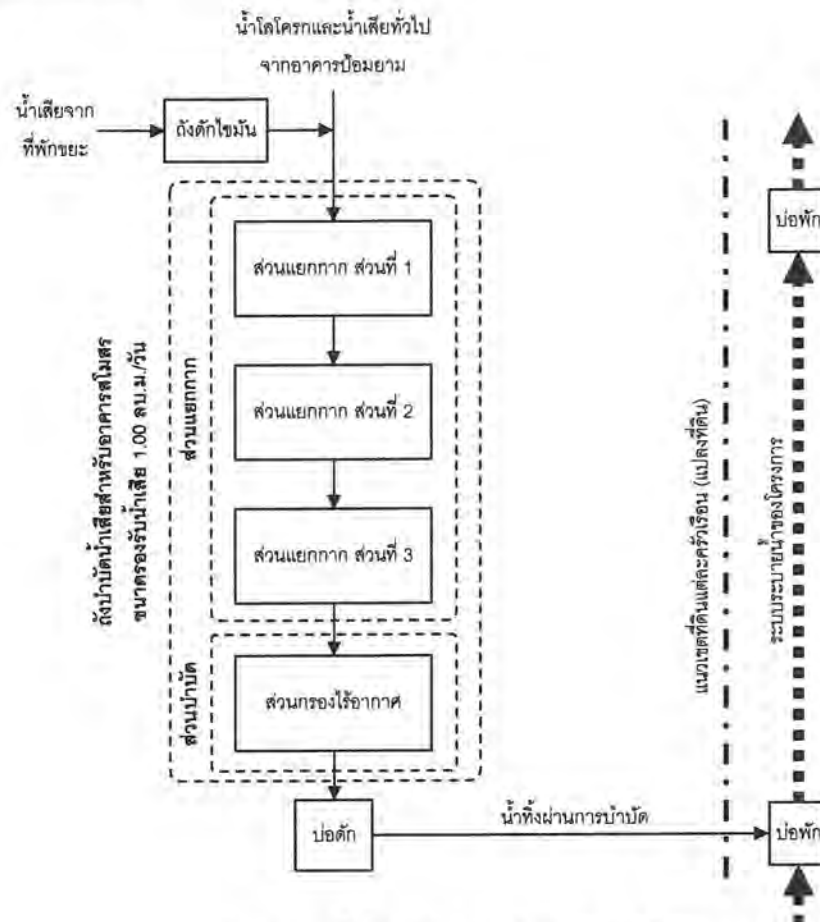 น้ำโสโครกและน้ำเสียทั่วไป
จากอาคารป้อมยาม
น้ำเสียจาก
ที่พักขยะ
ถังดักไขมัน
ส่วนแยกกาก ส่วนที่ 1
ส่วนแยกกาก ส่วนที่ 2
ส่วนแยกกาก ส่วนที่ 3
ส่วนแยกกาก
ถังบำบัดน้ำเสียสำหรับอาคารสโมสร
ขนาดรองรับน้ำเสีย 1.00 ลบ.ม./วัน
ส่วนบำบัด
ส่วนกรองไร้อากาศ
บ่อดัก
น้ำทิ้งผ่านการบำบัด
แนวเขตที่ดินแต่ละครัวเรือน (แปลงที่ดิน)
ระบบระบายน้ำของโครงการ
บ่อพัก
บ่อพัก